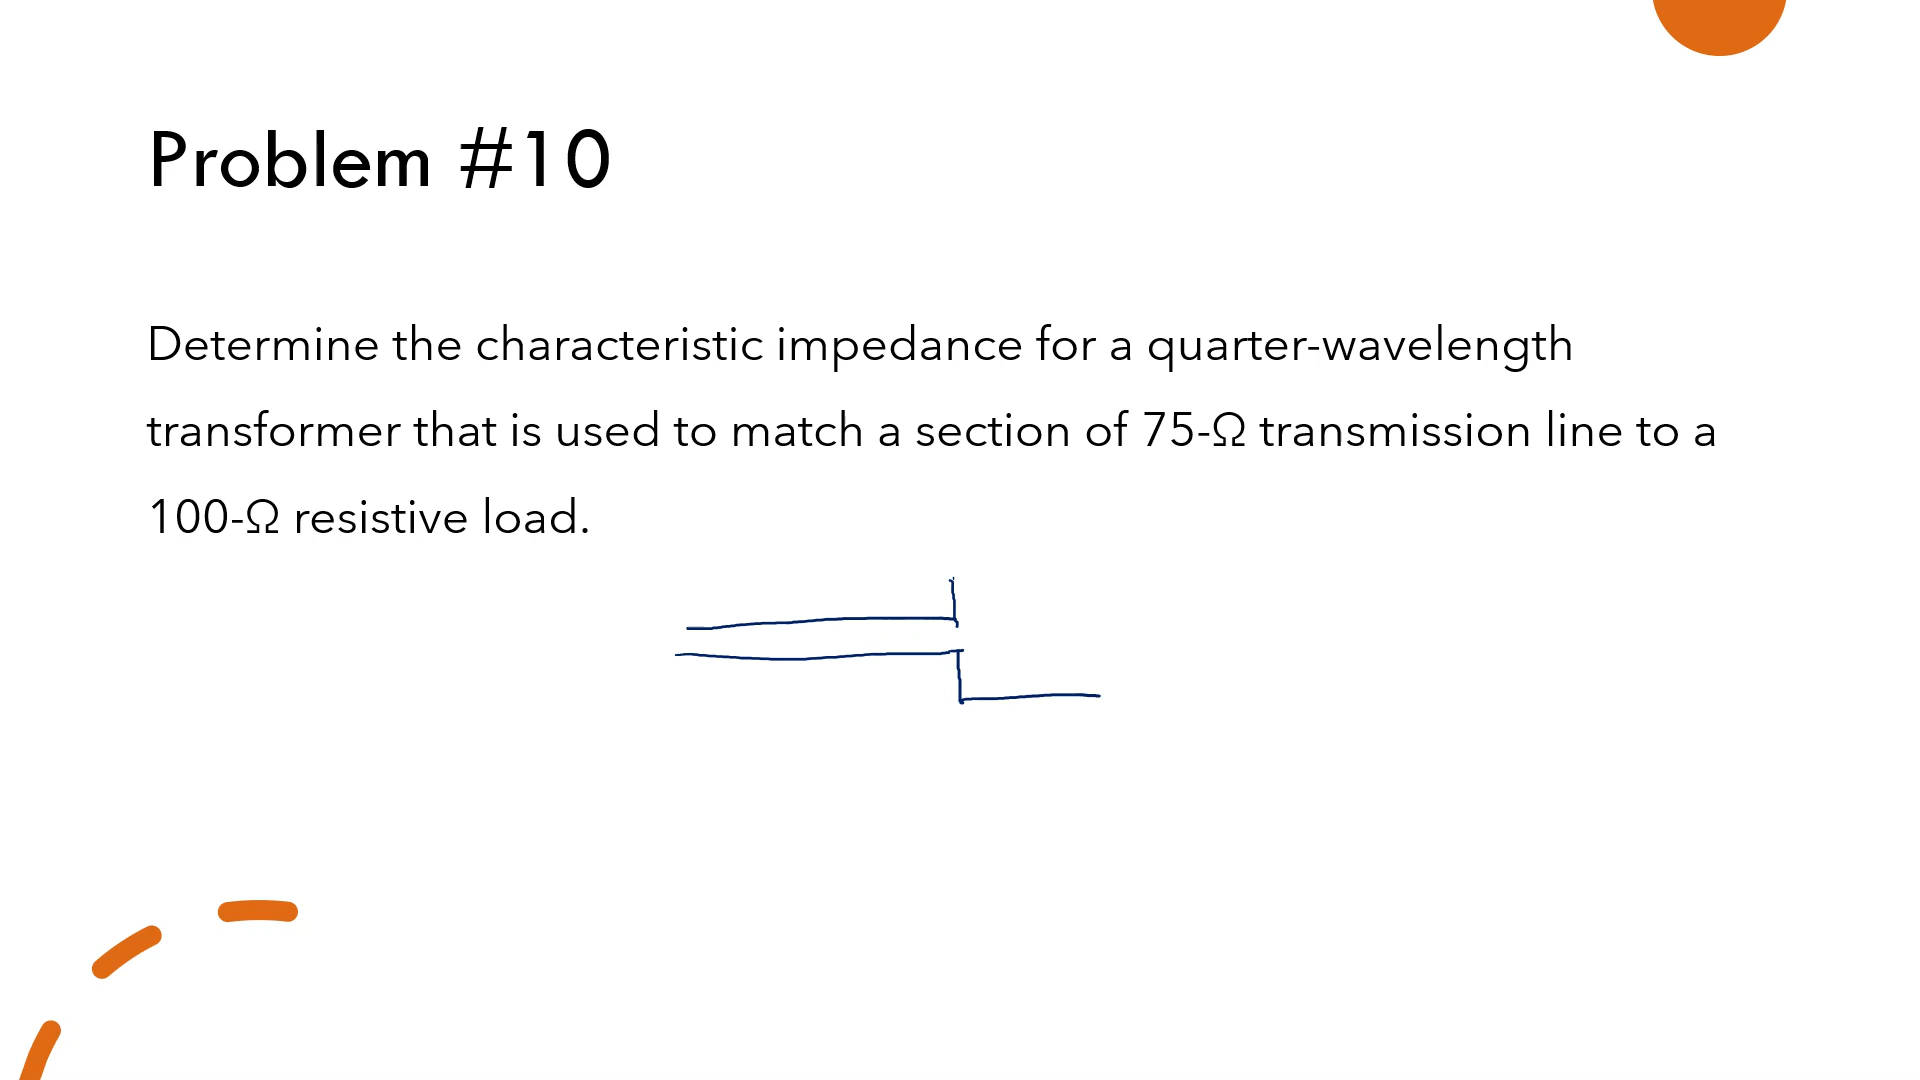 Problem #10
Determine the characteristic impedance for a quarter-wavelength
transformer that is used to match a section of 75-Ω transmission line to a
100-Ω resistive load.